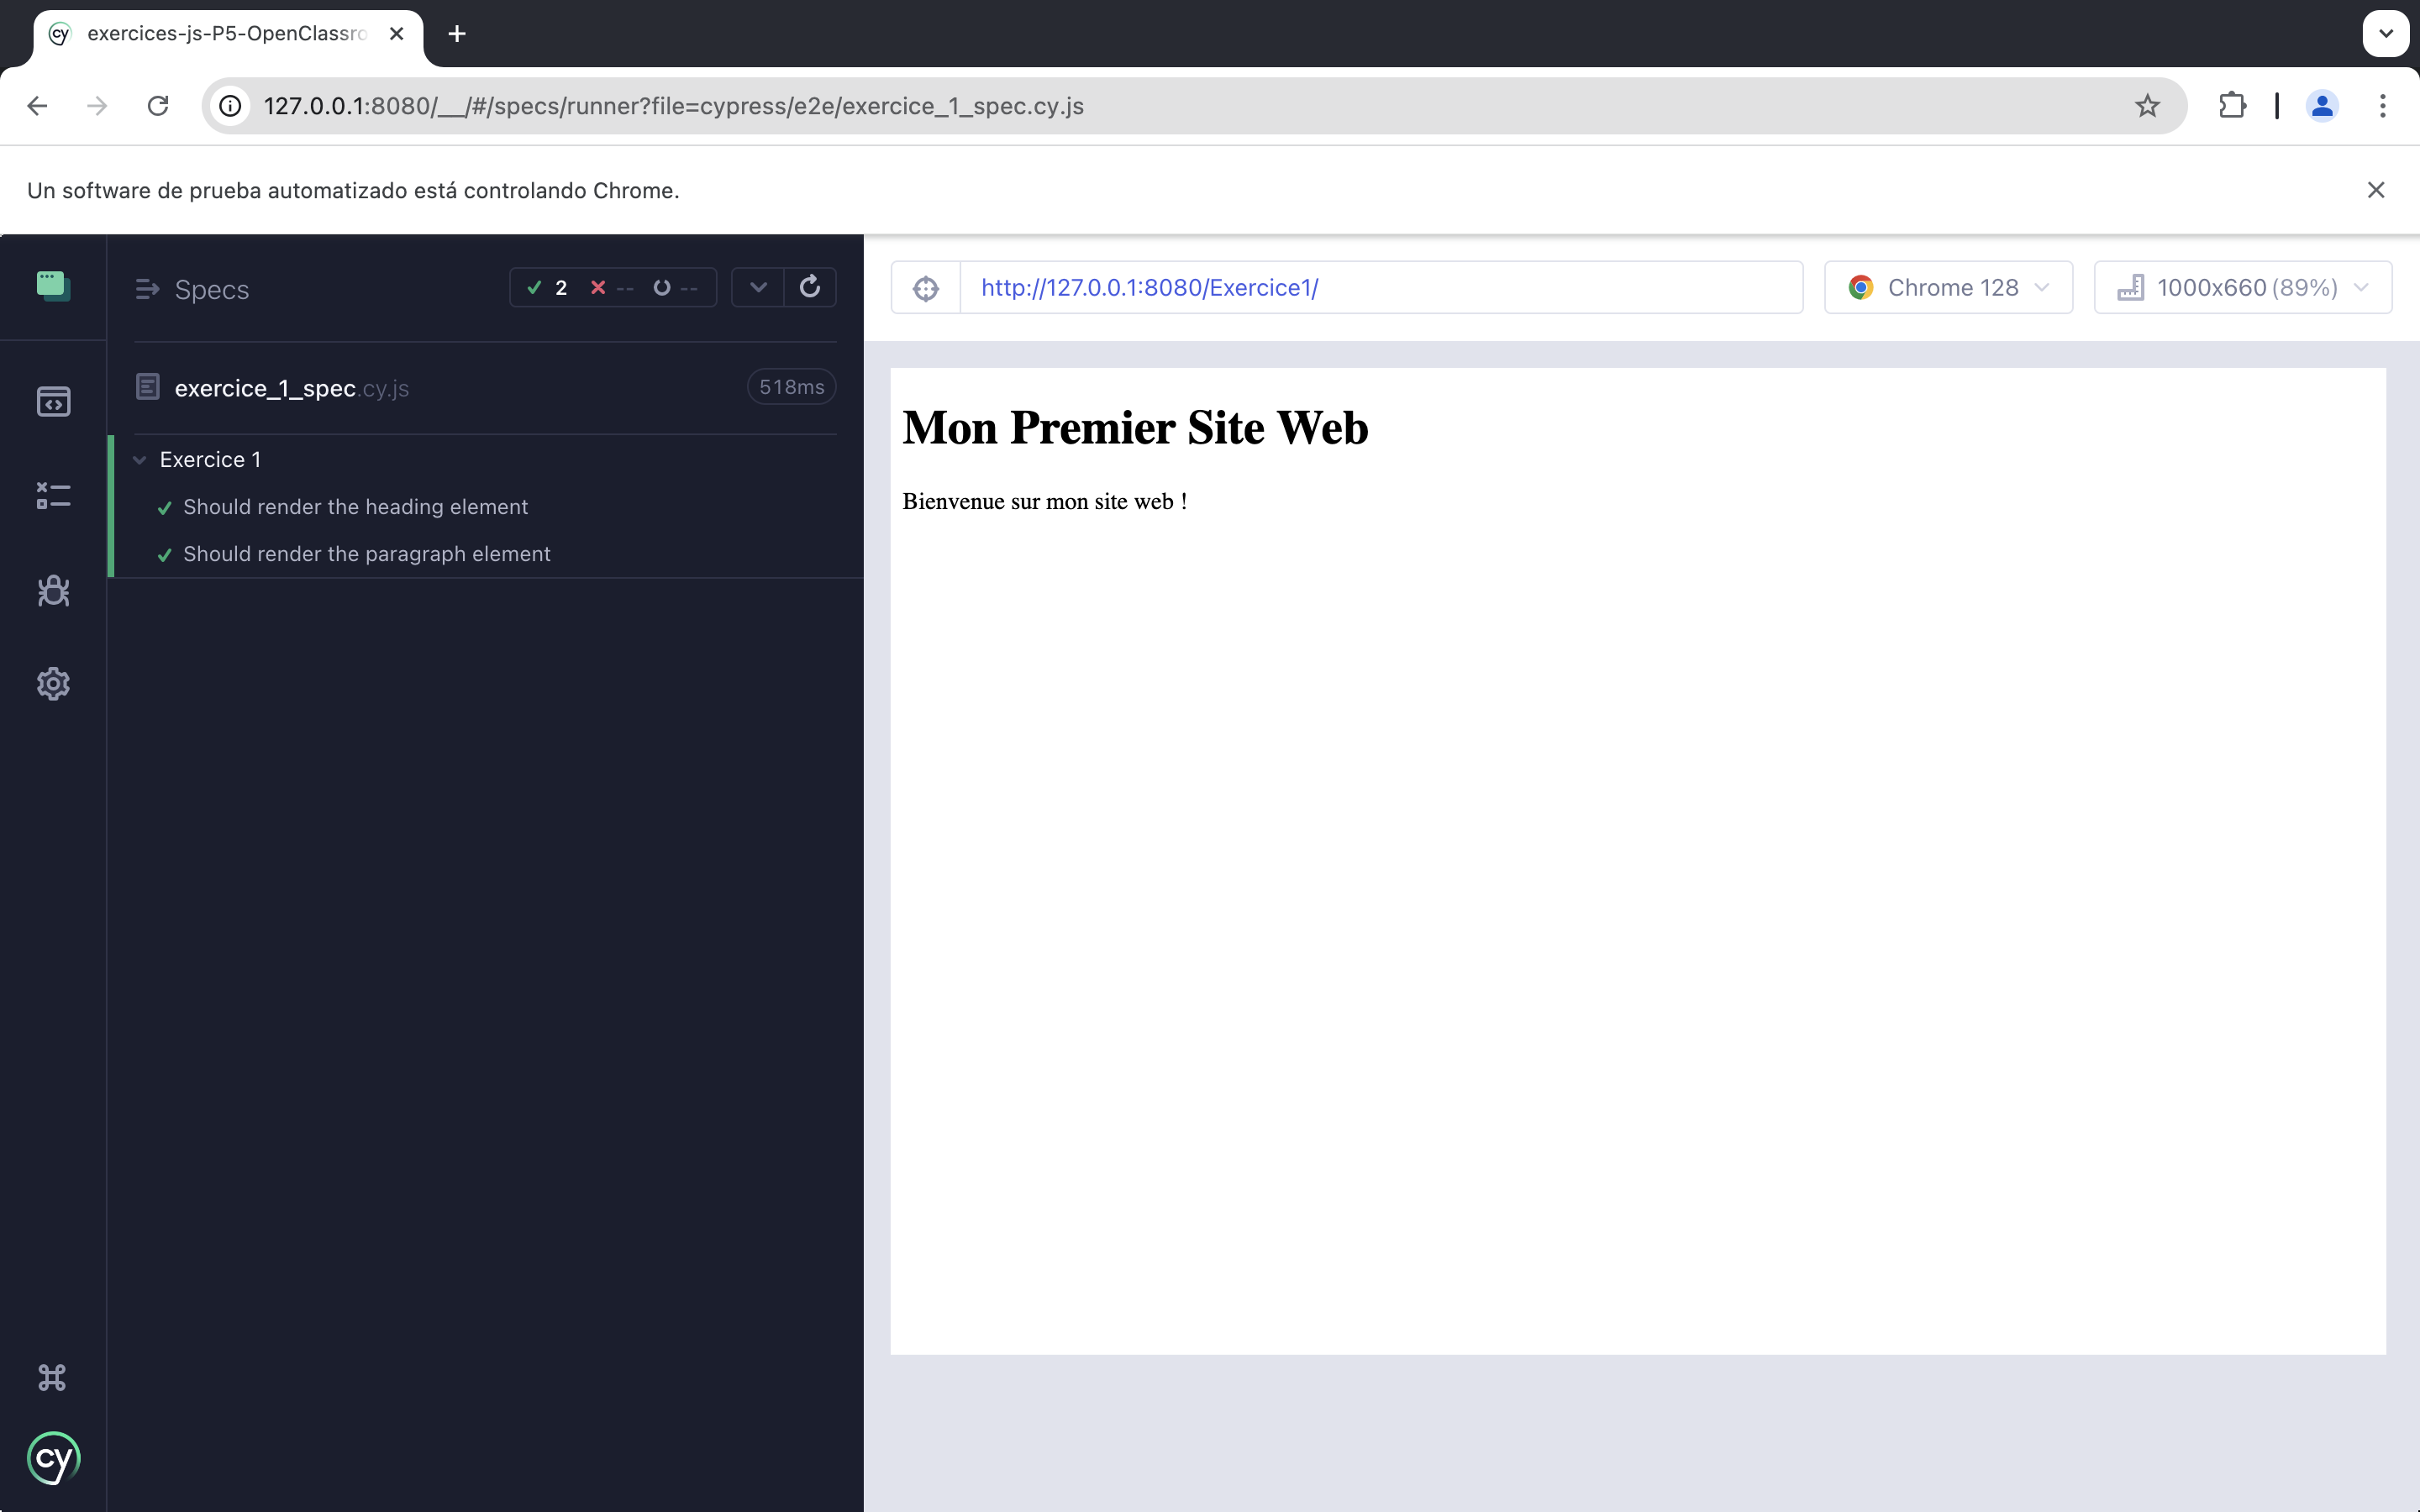 cy exercices-js-P5-OpenClassro
127.0.0.1:8080/__/#/specs/runner?file=cypress/e2e/exercice_1_spec.cy.js
Un software de prueba automatizado está controlando Chrome.
Specs 2 -- --
exercice_1_spec.cy.js 518ms
Exercice 1
Should render the heading element
Should render the paragraph element
cy
http://127.0.0.1:8080/Exercice1/ Chrome 128 1000x660 (89%)
Mon Premier Site Web
Bienvenue sur mon site web !